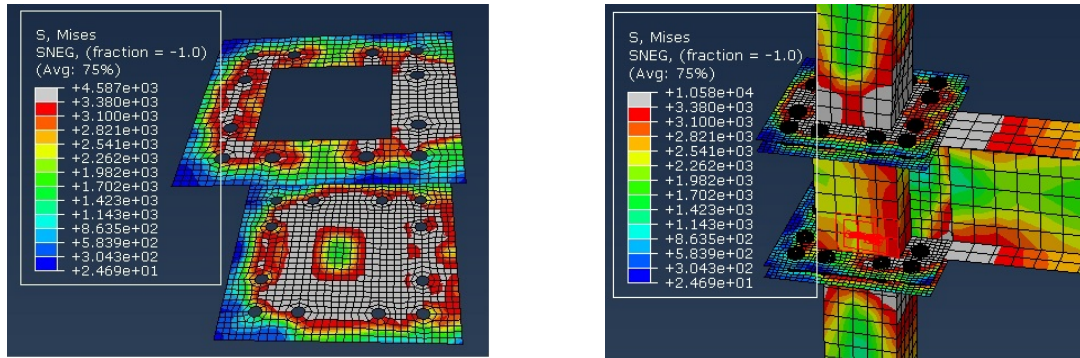 S, Mises
SNEG, (fraction = -1.0)
(Avg: 75%)
+4.587e+03
+3.380e+03
+3.100e+03
+2.821e+03
+2.541e+03
+2.262e+03
+1.982e+03
+1.702e+03
+1.423e+03
+1.143e+03
+8.635e+02
+5.839e+02
+3.043e+02
+2.469e+01
S, Mises
SNEG, (fraction = -1.0)
(Avg: 75%)
+1.058e+04
+3.380e+03
+3.100e+03
+2.821e+03
+2.541e+03
+2.262e+03
+1.982e+03
+1.702e+03
+1.423e+03
+1.143e+03
+8.635e+02
+5.839e+02
+3.043e+02
+2.469e+01